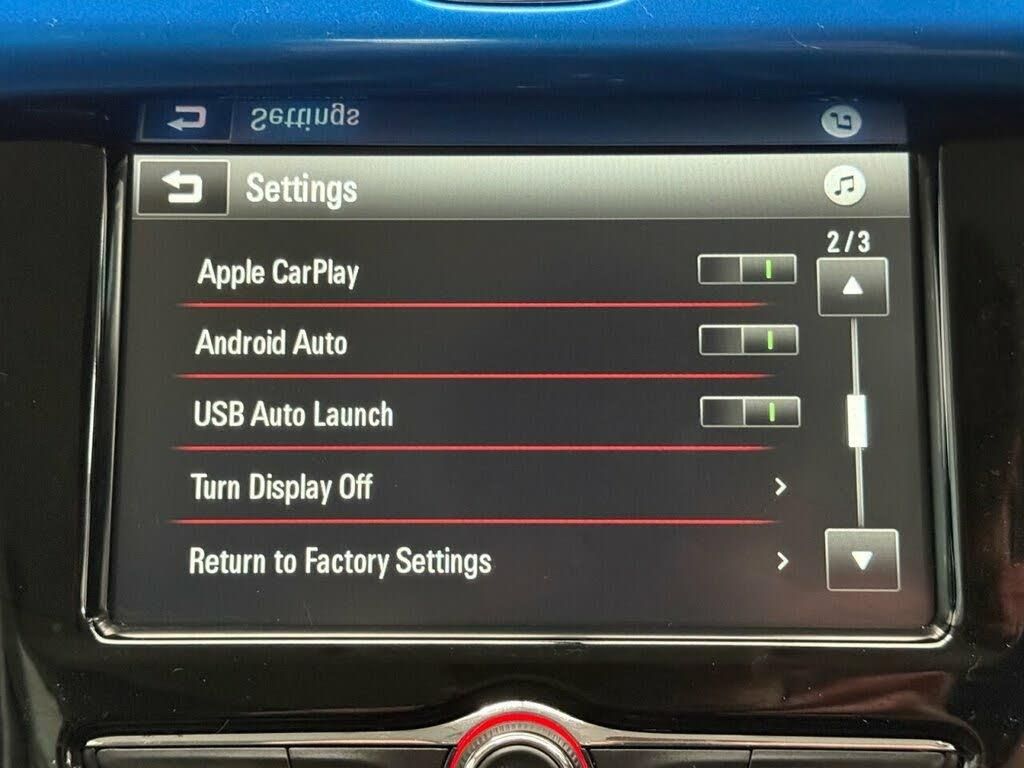 Settings
Settings
2/3
Apple CarPlay
Android Auto
USB Auto Launch
Turn Display Off
Return to Factory Settings